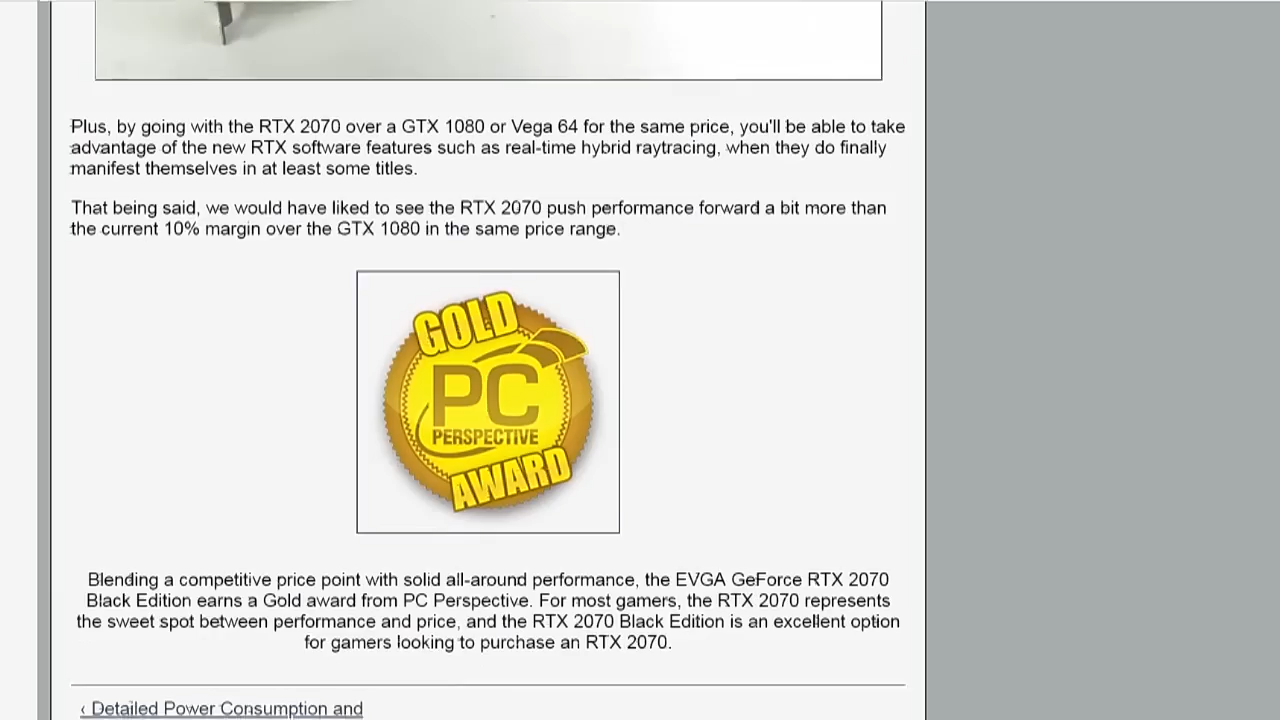 Plus, by going with the RTX 2070 over a GTX 1080 or Vega 64 for the same price, you'll be able to take
advantage of the new RTX software features such as real-time hybrid raytracing, when they do finally
manifest themselves in at least some titles.
That being said, we would have liked to see the RTX 2070 push performance forward a bit more than
the current 10% margin over the GTX 1080 in the same price range.
GOLD
PC
PERSPECTIVE
AWARD
Blending a competitive price point with solid all-around performance, the EVGA GeForce RTX 2070
Black Edition earns a Gold award from PC Perspective. For most gamers, the RTX 2070 represents
the sweet spot between performance and price, and the RTX 2070 Black Edition is an excellent option
for gamers looking to purchase an RTX 2070.
‹ Detailed Power Consumption and